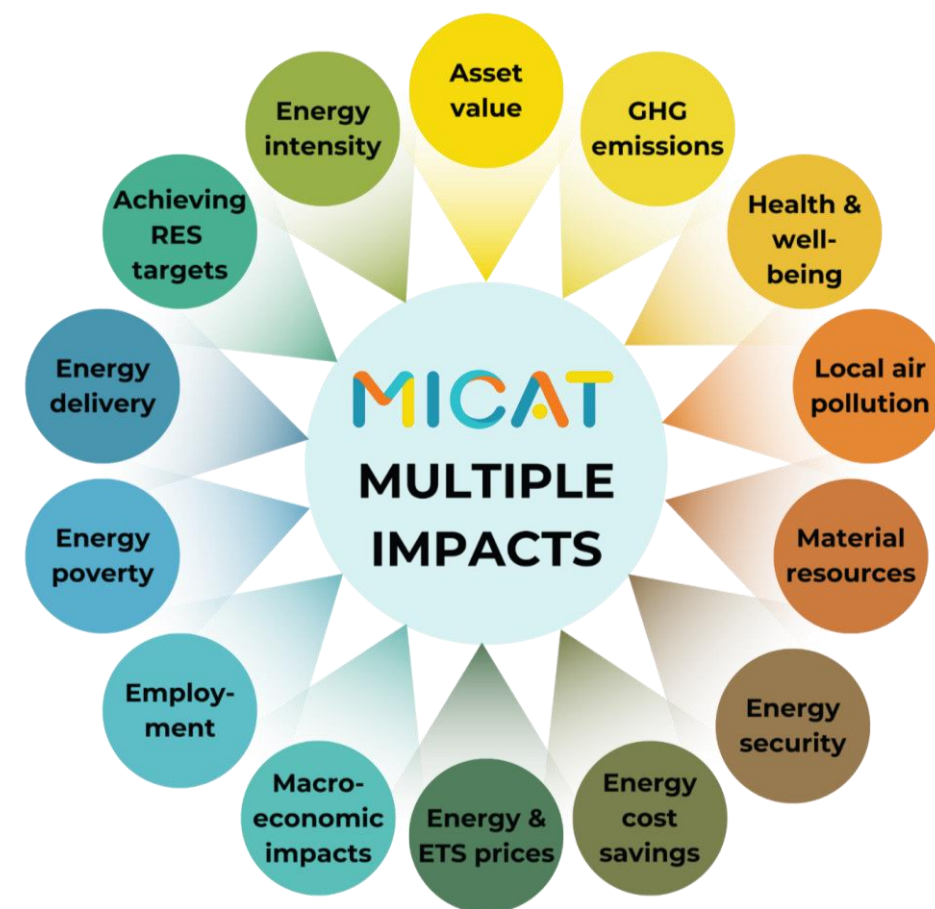 Asset
value
GHG
emissions
Health &
well-
being
Local air
pollution
Material
resources
Energy
security
Energy
cost
savings
Energy &
ETS prices
Macro-
economic
impacts
Employ-
ment
Energy
poverty
Energy
delivery
Achieving
RES
targets
Energy
intensity
MICAT
MULTIPLE
IMPACTS